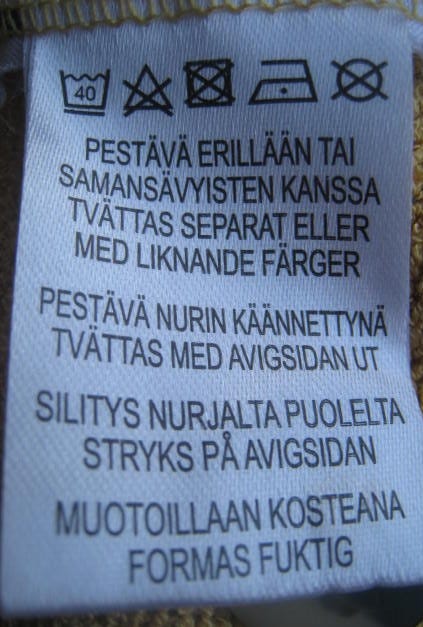 40
PESTÄVÄ ERILLÄÄN TAI
SAMANSÄVYISTEN KANSSA
TVÄTTAS SEPARAT ELLER
MED LIKNANDE FÄRGER
PESTÄVÄ NURIN KÄÄNNETTYNÄ
TVÄTTAS MED AVIGSIDAN UT
SILITYS NURJALTA PUOLELTA
STRYKS PÅ AVIGSIDAN
MUOTOILLAAN KOSTEANA
FORMAS FUKTIG